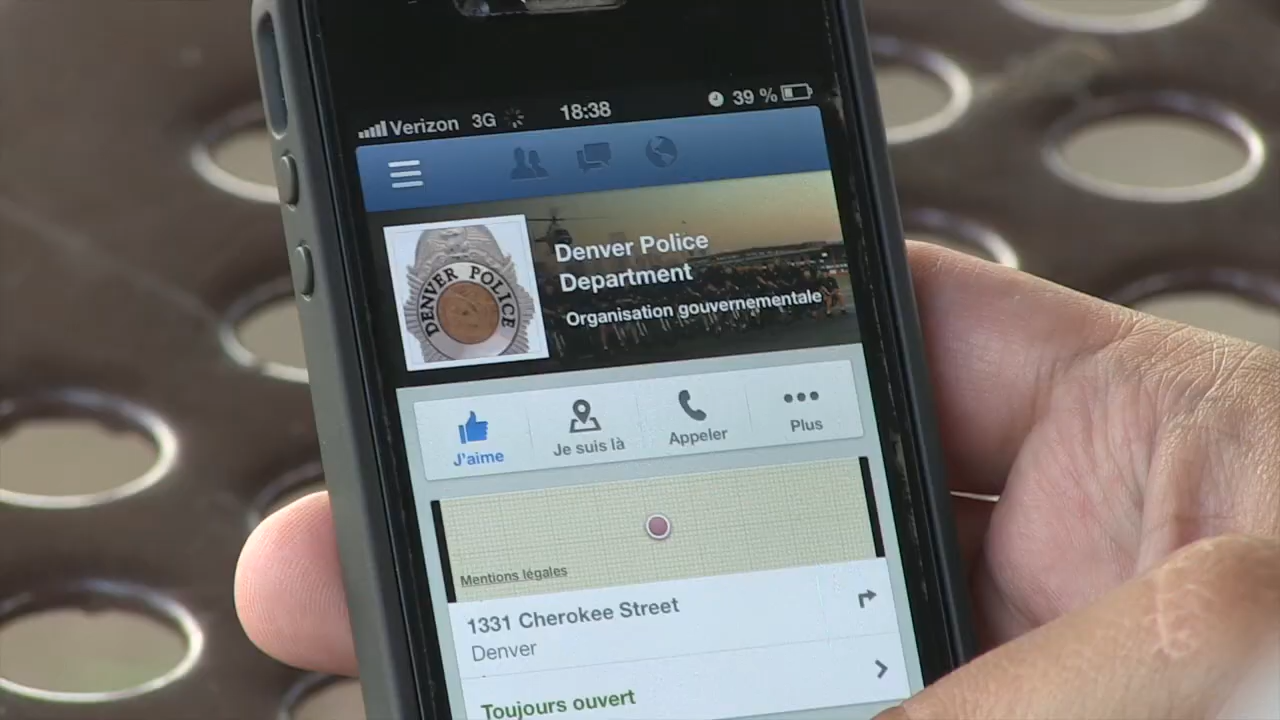 Verizon 3G 18:38 39 %
DENVER POLICE
Denver Police
Department
Organisation gouvernementale
J'aime Je suis là Appeler Plus
Mentions légales
1331 Cherokee Street
Denver
Toujours ouvert